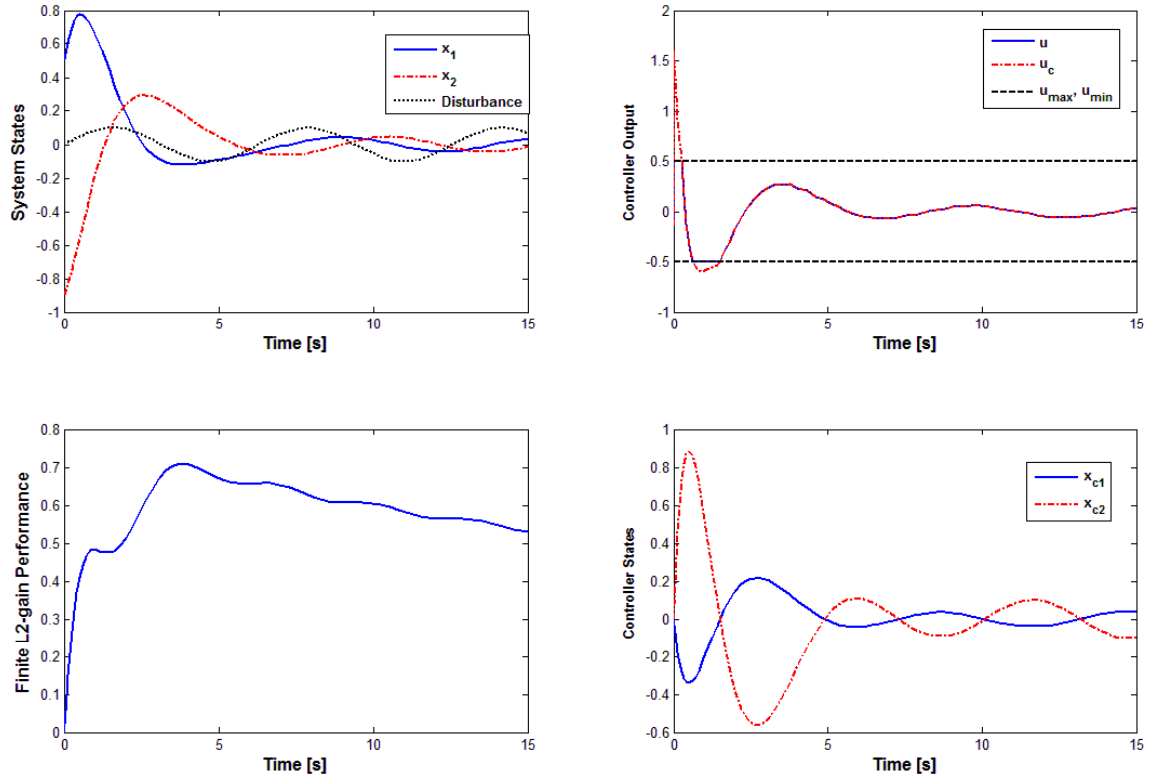 System States
0.8
0.6
0.4
0.2
0
-0.2
-0.4
-0.6
-0.8
-1
x1
x2
Disturbance
0 5 10 15
Time [s]
Controller Output
2
1.5
1
0.5
0
-0.5
-1
u
uc
umax, umin
0 5 10 15
Time [s]
Finite L2-gain Performance
0.8
0.7
0.6
0.5
0.4
0.3
0.2
0.1
0
0 5 10 15
Time [s]
Controller States
1
0.8
0.6
0.4
0.2
0
-0.2
-0.4
-0.6
xc1
xc2
0 5 10 15
Time [s]